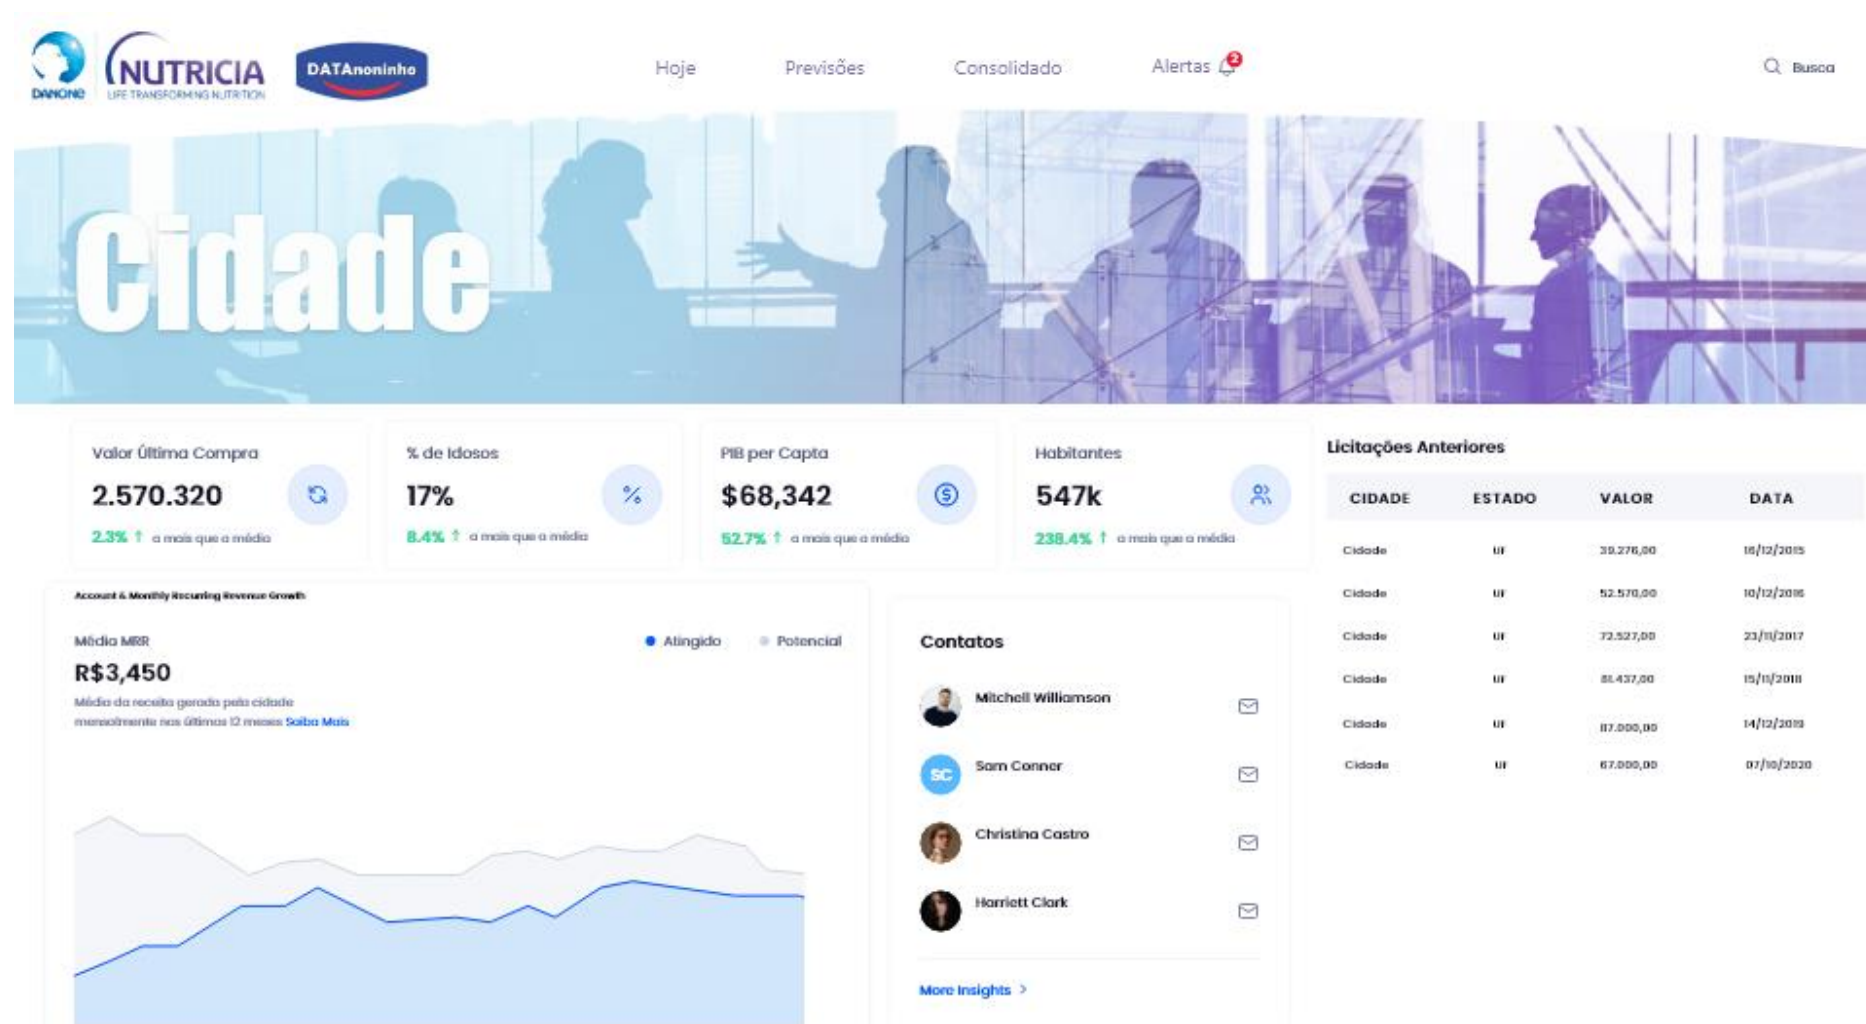 DANONE
NUTRICIA
LIFE TRANSFORMING NUTRITION
DATAnoninho
Hoje
Previsões
Consolidado
Alertas
2
Busca
Cidade
Valor Última Compra
2.570.320
2.3% ↑ a mais que a média
% de Idosos
17%
8.4% ↑ a mais que a média
PIB per Capta
$68,342
52.7% ↑ a mais que a média
Habitantes
547k
238.4% ↑ a mais que a média
Account & Monthly Recurring Revenue Growth
Média MRR
R$3,450
Média da receita gerada pela cidade
mensalmente nos últimos 12 meses Saiba Mais
Atingido
Potencial
Contatos
Mitchell Williamson
SC
Sam Conner
Christina Castro
Harriett Clark
More Insights >
Licitações Anteriores
CIDADE ESTADO VALOR DATA
Cidade UF 39.276,00 16/12/2015
Cidade UF 52.570,00 10/12/2016
Cidade UF 72.527,00 23/11/2017
Cidade UF 81.437,00 15/11/2018
Cidade UF 14/12/2019
Cidade UF 67.000,00 07/10/2020